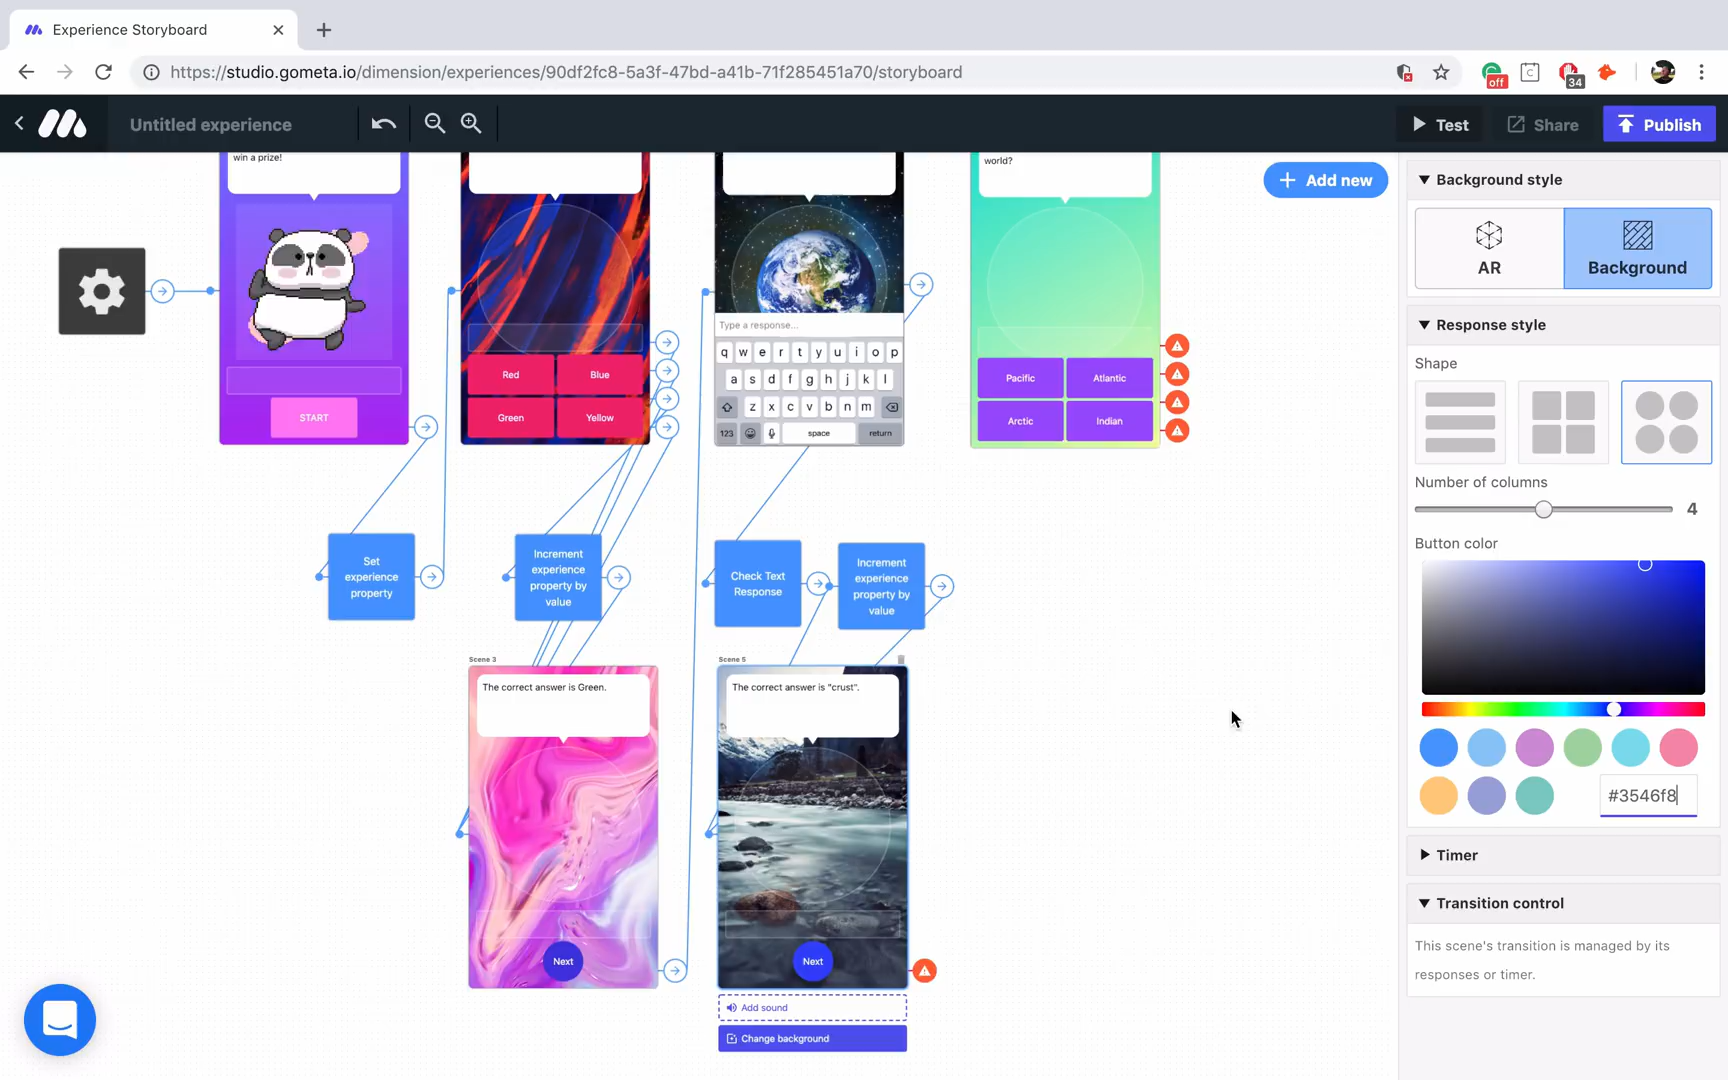 Experience Storyboard
https://studio.gometa.io/dimension/experiences/90df2fc8-5a3f-47bd-a41b-71f285451a70/storyboard
off
34
Untitled experience
Test
Share
Publish
win a prize!
START
Red
Blue
Green
Yellow
Type a response...
q w e r t y u i o p
a s d f g h j k l
z x c v b n m
123
space
return
world?
Pacific
Atlantic
Arctic
Indian
Add new
Set
experience
property
Increment
experience
property by
value
Check Text
Response
Increment
experience
property by
value
Scene 3
The correct answer is Green.
Next
Scene 5
The correct answer is "crust".
Next
Add sound
Change background
Background style
AR
Background
Response style
Shape
Number of columns
4
Button color
#3546f8
Timer
Transition control
This scene's transition is managed by its
responses or timer.